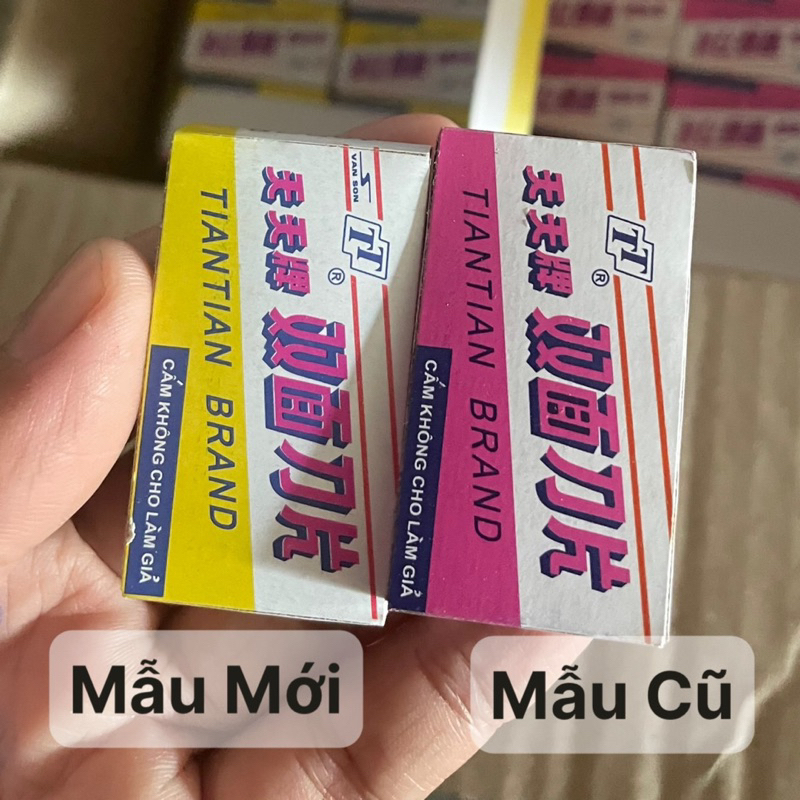 VAN SON
TT
®
天天牌
双面刀片
TIANTIAN BRAND
CẤM KHÔNG CHO LÀM GIẢ
TT
®
天天牌
双面刀片
TIANTIAN BRAND
CẤM KHÔNG CHO LÀM GIẢ
Mẫu Mới
Mẫu Cũ